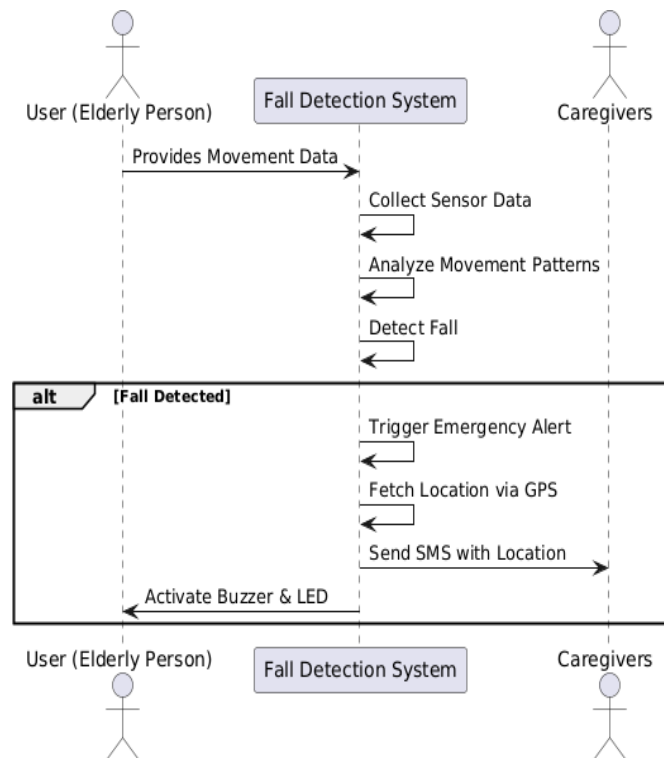 User (Elderly Person)
Fall Detection System
Caregivers
Provides Movement Data
Collect Sensor Data
Analyze Movement Patterns
Detect Fall
alt
[Fall Detected]
Trigger Emergency Alert
Fetch Location via GPS
Send SMS with Location
Activate Buzzer & LED
User (Elderly Person)
Fall Detection System
Caregivers